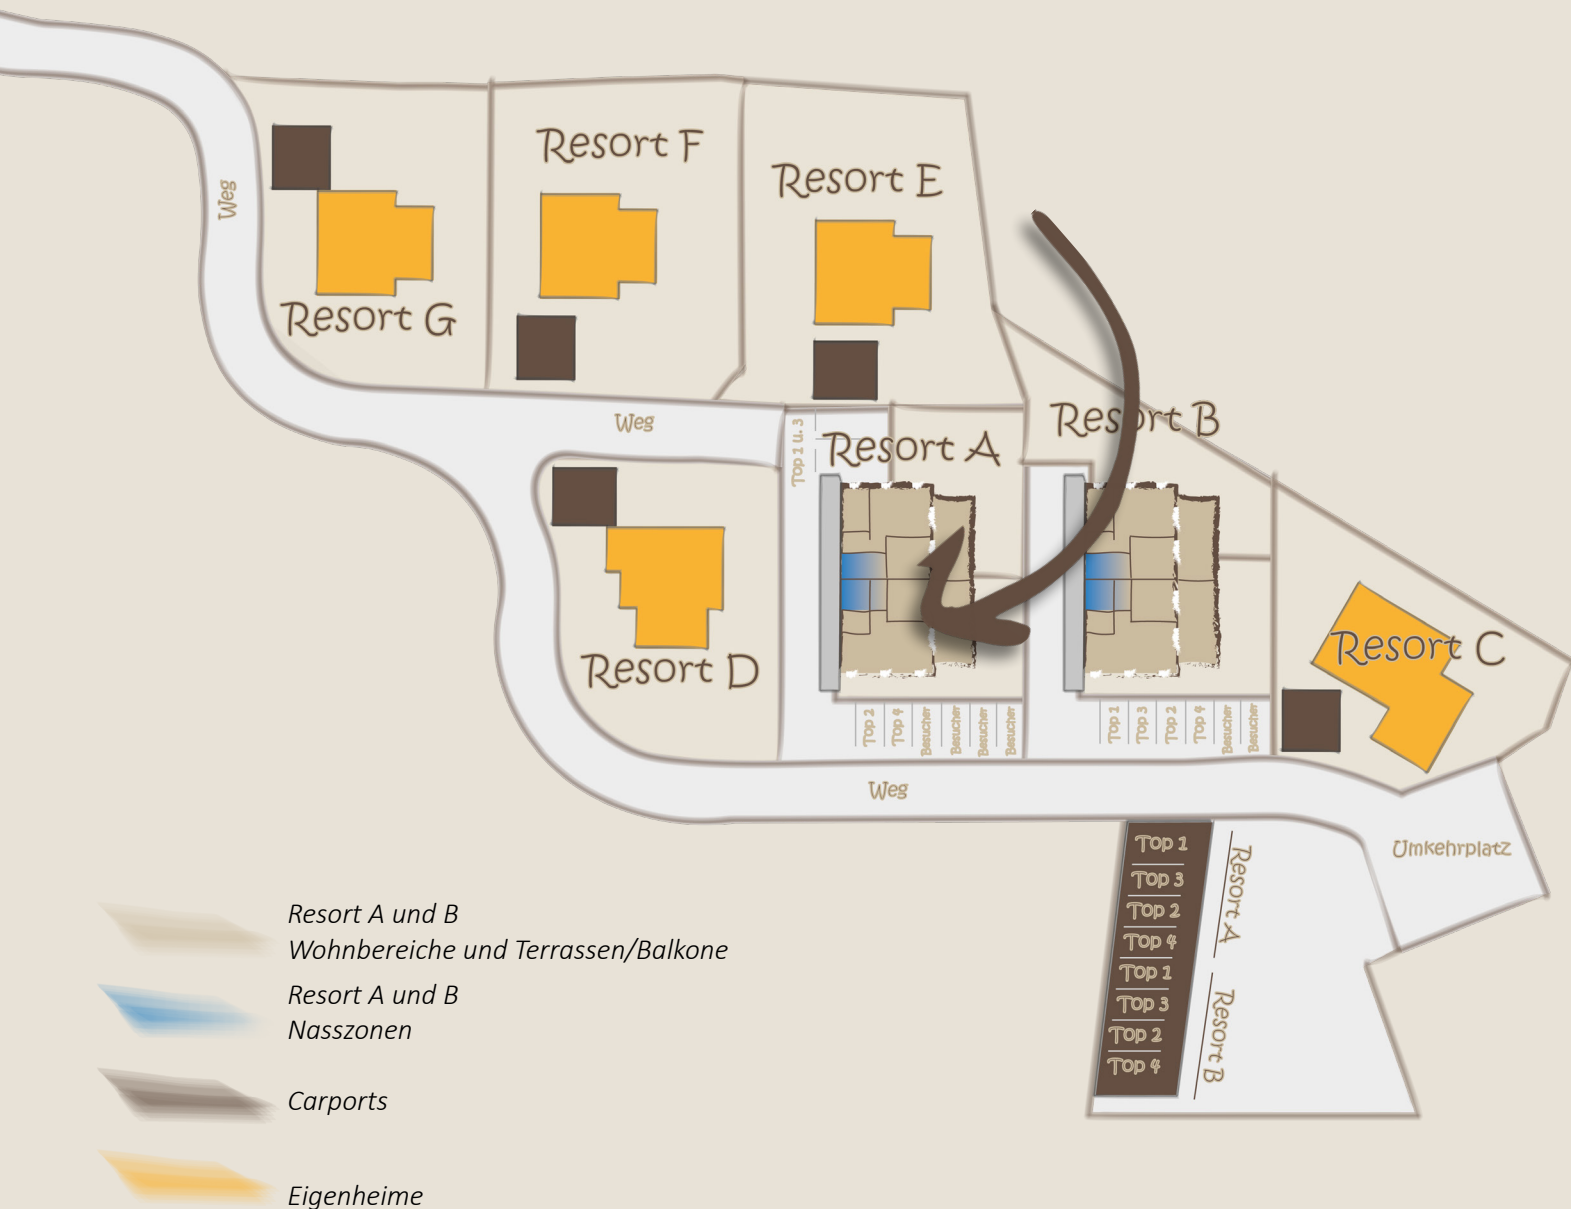 Resort F
Resort E
Weg
Resort G
Weg
Resort B
Top 1 u. 3
Resort A
Resort D
Resort C
Top 2
Top 4
Besucher
Besucher
Besucher
Besucher
Top 1
Top 3
Top 2
Top 4
Besucher
Besucher
Weg
Umkehrplatz
Top 1
Top 3
Top 2
Top 4
Top 1
Top 3
Top 2
Top 4
Resort A
Resort B
Resort A und B
Wohnbereiche und Terrassen/Balkone
Resort A und B
Nasszonen
Carports
Eigenheime